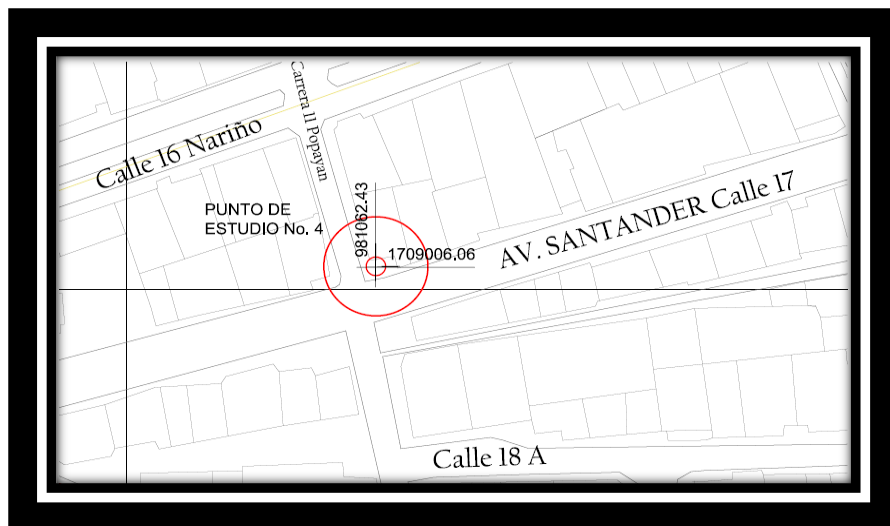 Carrera 11 Popayan
Calle 16 Nariño
PUNTO DE
ESTUDIO No. 4
981062.43
1709006.06
AV. SANTANDER Calle 17
Calle 18 A